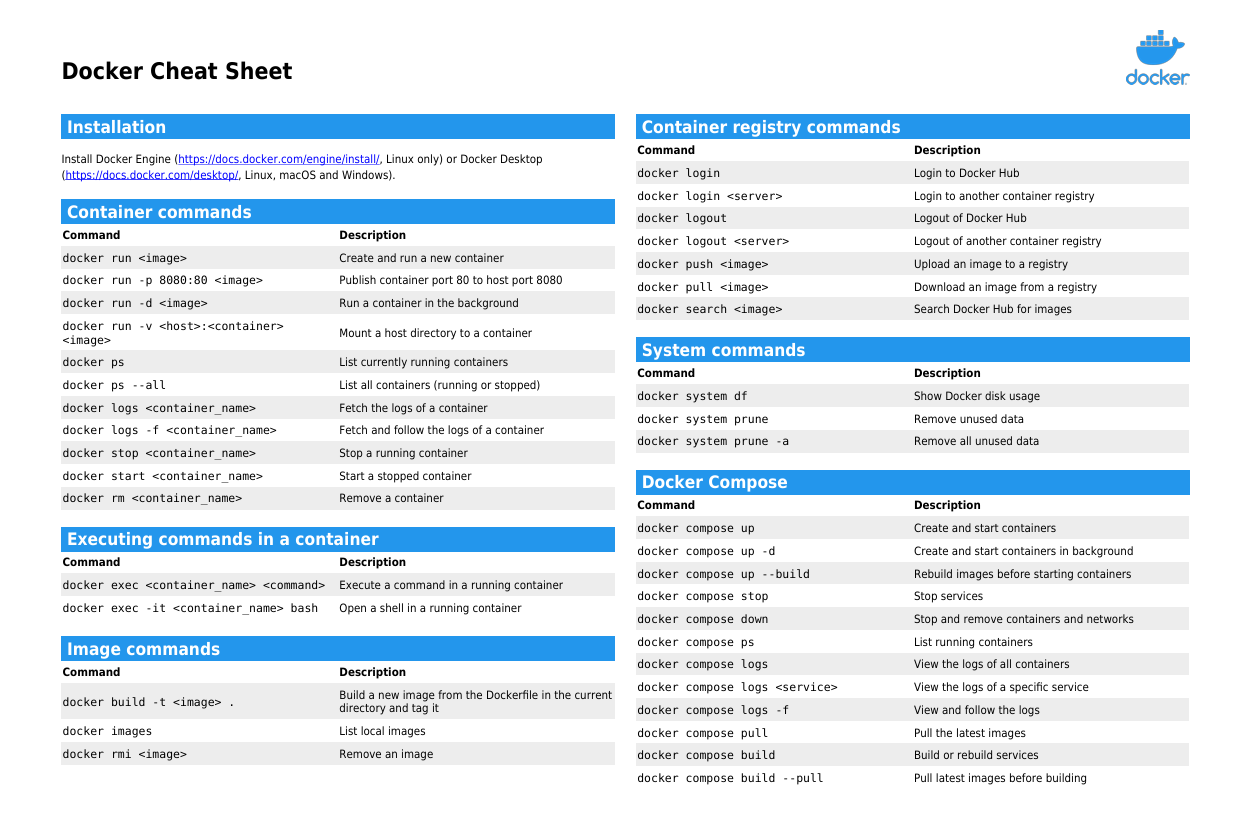 Docker Cheat Sheet
docker
Installation
Install Docker Engine (https://docs.docker.com/engine/install/, Linux only) or Docker Desktop
(https://docs.docker.com/desktop/, Linux, macOS and Windows).
Container commands
Command Description
docker run <image> Create and run a new container
docker run -p 8080:80 <image> Publish container port 80 to host port 8080
docker run -d <image> Run a container in the background
docker run -v <host>:<container>
<image> Mount a host directory to a container
docker ps List currently running containers
docker ps --all List all containers (running or stopped)
docker logs <container_name> Fetch the logs of a container
docker logs -f <container_name> Fetch and follow the logs of a container
docker stop <container_name> Stop a running container
docker start <container_name> Start a stopped container
docker rm <container_name> Remove a container
Executing commands in a container
Command Description
docker exec <container_name> <command> Execute a command in a running container
docker exec -it <container_name> bash Open a shell in a running container
Image commands
Command Description
docker build -t <image> . Build a new image from the Dockerfile in the current
directory and tag it
docker images List local images
docker rmi <image> Remove an image
Container registry commands
Command Description
docker login Login to Docker Hub
docker login <server> Login to another container registry
docker logout Logout of Docker Hub
docker logout <server> Logout of another container registry
docker push <image> Upload an image to a registry
docker pull <image> Download an image from a registry
docker search <image> Search Docker Hub for images
System commands
Command Description
docker system df Show Docker disk usage
docker system prune Remove unused data
docker system prune -a Remove all unused data
Docker Compose
Command Description
docker compose up Create and start containers
docker compose up -d Create and start containers in background
docker compose up --build Rebuild images before starting containers
docker compose stop Stop services
docker compose down Stop and remove containers and networks
docker compose ps List running containers
docker compose logs View the logs of all containers
docker compose logs <service> View the logs of a specific service
docker compose logs -f View and follow the logs
docker compose pull Pull the latest images
docker compose build Build or rebuild services
docker compose build --pull Pull latest images before building